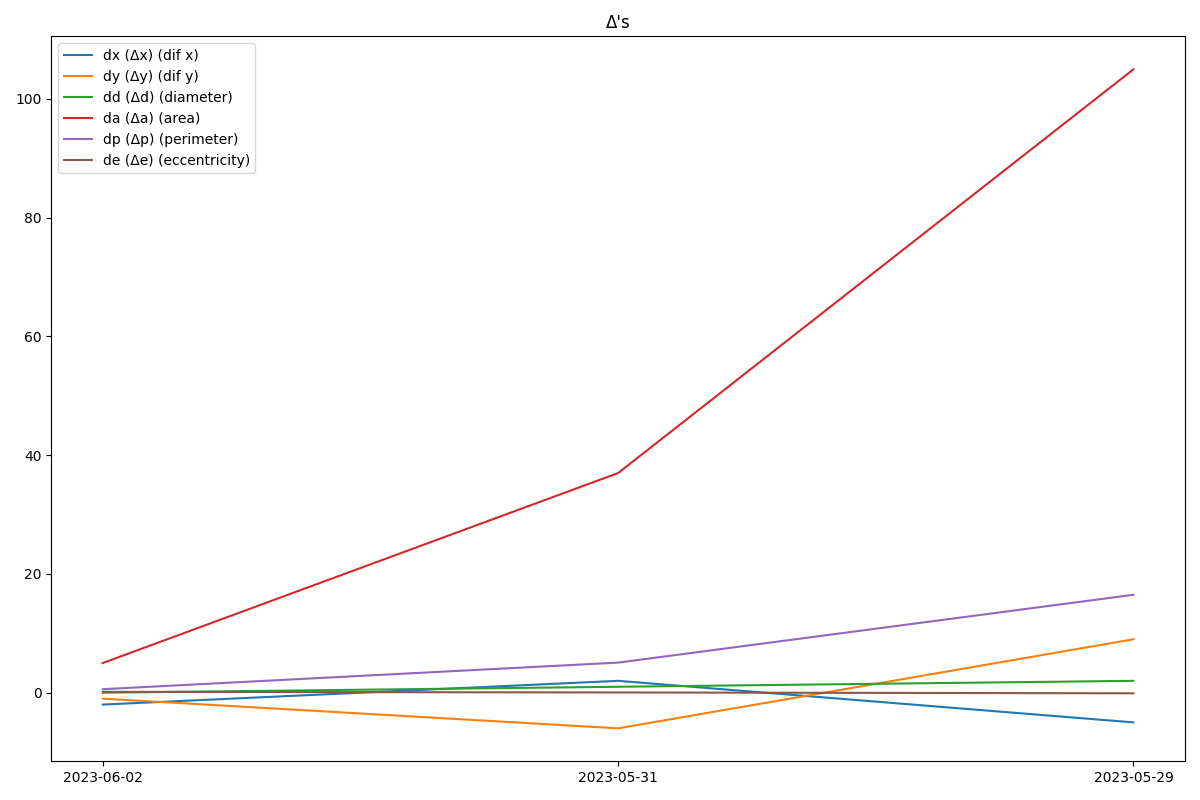 Δ's
dx (Δx) (dif x)
dy (Δy) (dif y)
dd (Δd) (diameter)
da (Δa) (area)
dp (Δp) (perimeter)
de (Δe) (eccentricity)
100
80
60
40
20
0
2023-06-02 2023-05-31 2023-05-29